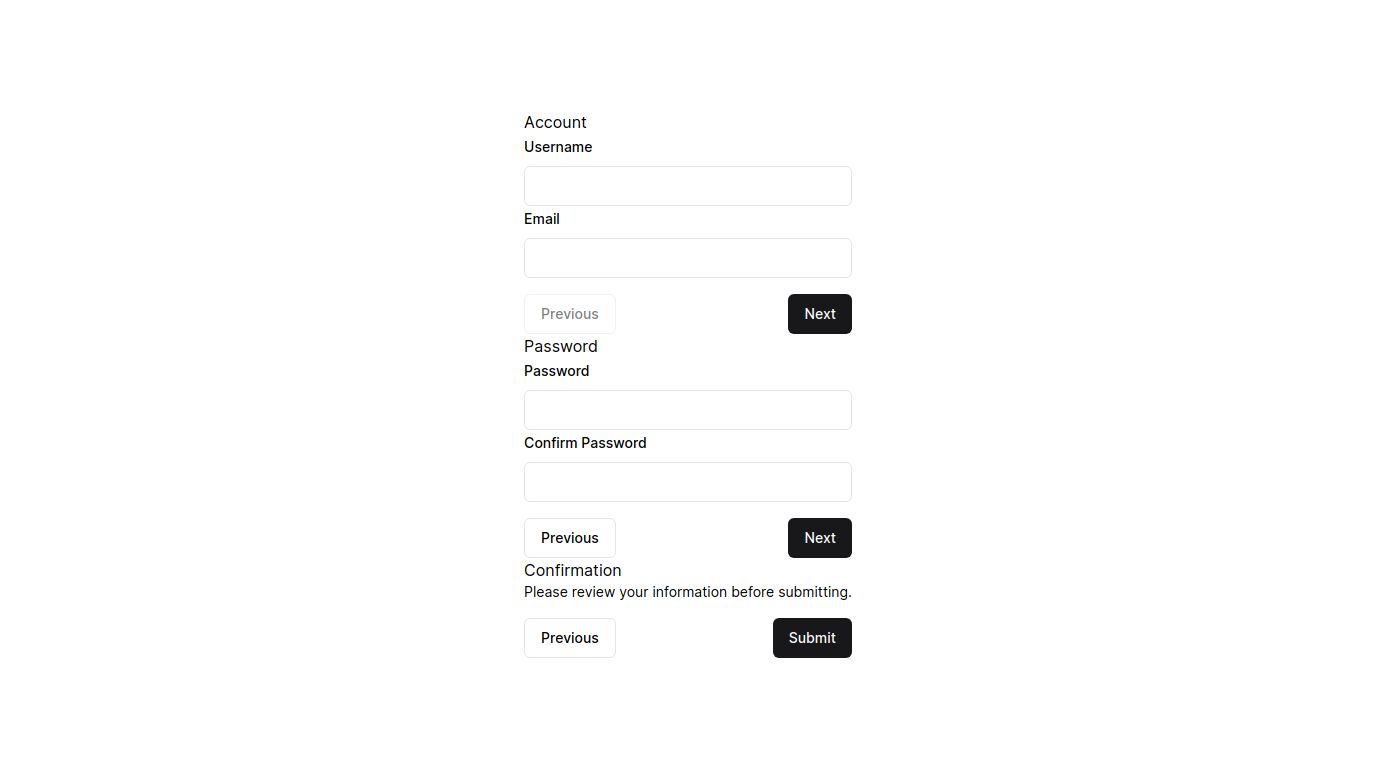 Account
Username
Email
Previous Next
Password
Password
Confirm Password
Previous Next
Confirmation
Please review your information before submitting.
Previous Submit